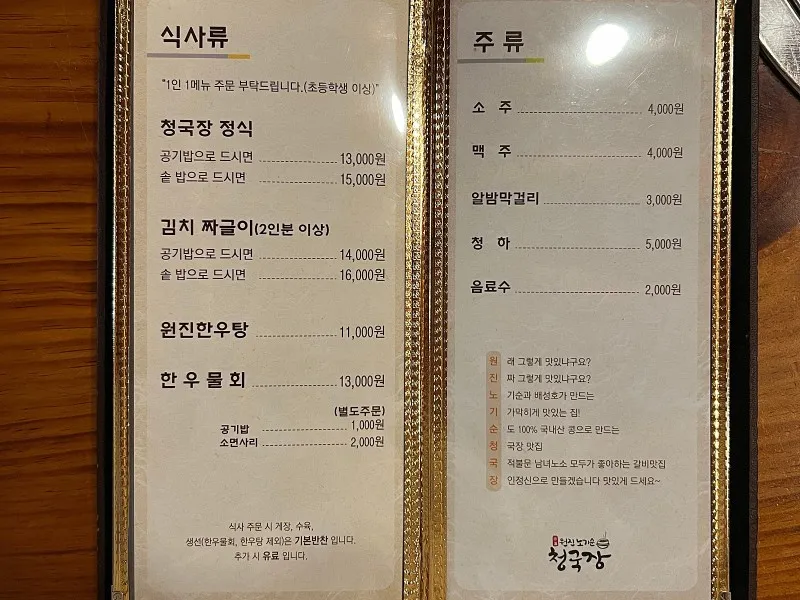 식사류
"1인 1메뉴 주문 부탁드립니다.(초등학생 이상)"
청국장 정식
공기밥으로 드시면 13,000원
솥 밥으로 드시면 15,000원
김치 짜글이(2인분 이상)
공기밥으로 드시면 14,000원
솥 밥으로 드시면 16,000원
원진한우탕 11,000원
한우물회 13,000원
(별도주문)
공기밥 1,000원
소면사리 2,000원
식사 주문 시 게장, 수육,
생선(한우물회, 한우탕 제외)은 기본반찬 입니다.
추가 시 유료 입니다.
주류
소주 4,000원
맥주 4,000원
알밤막걸리 3,000원
청하 5,000원
음료수 2,000원
원 래 그렇게 맛있냐구요?
진 짜 그렇게 맛있냐구요?
노 기순과 배성호가 만드는
기 가막히게 맛있는 집!
순 도 100% 국내산 콩으로 만드는
청 국장 맛집
국 적불문 남녀노소 모두가 좋아하는 갈비맛집
장 인정신으로 만들겠습니다 맛있게 드세요~
원진 노기순
청국장